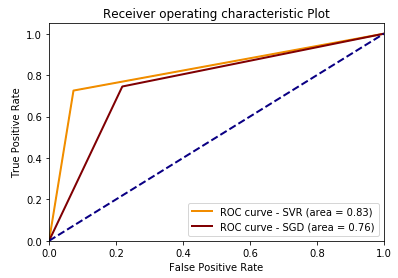 Receiver operating characteristic Plot
True Positive Rate
1.0
0.8
0.6
0.4
0.2
0.0
ROC curve - SVR (area = 0.83)
ROC curve - SGD (area = 0.76)
0.0 0.2 0.4 0.6 0.8 1.0
False Positive Rate